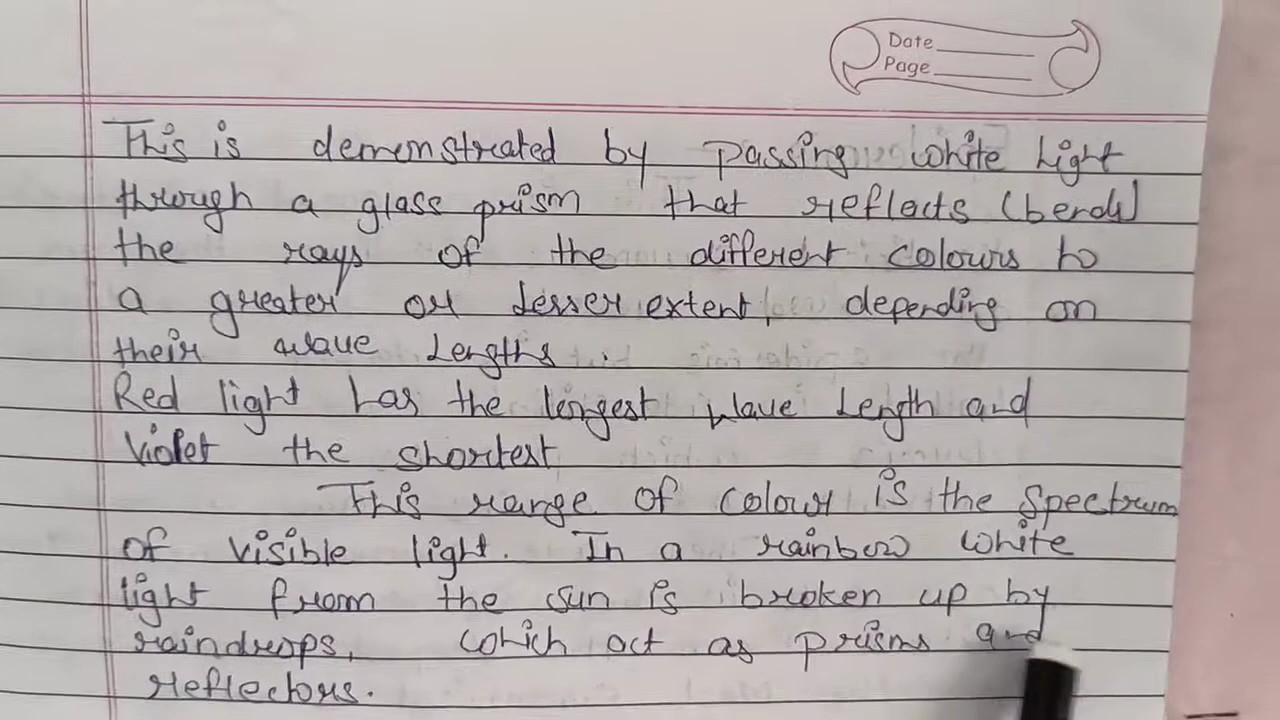 Date
Page
This is demonstrated by passing white light
through a glass prism that reflects (bends)
the rays of the different colours to
a greater or lesser extent, depending on
their wave lengths.
Red light has the longest wave length and
violet the shortest
This range of colour is the spectrum
of visible light. In a rainbow white
light from the sun is broken up by
raindrops, which act as prisms and
reflectors.